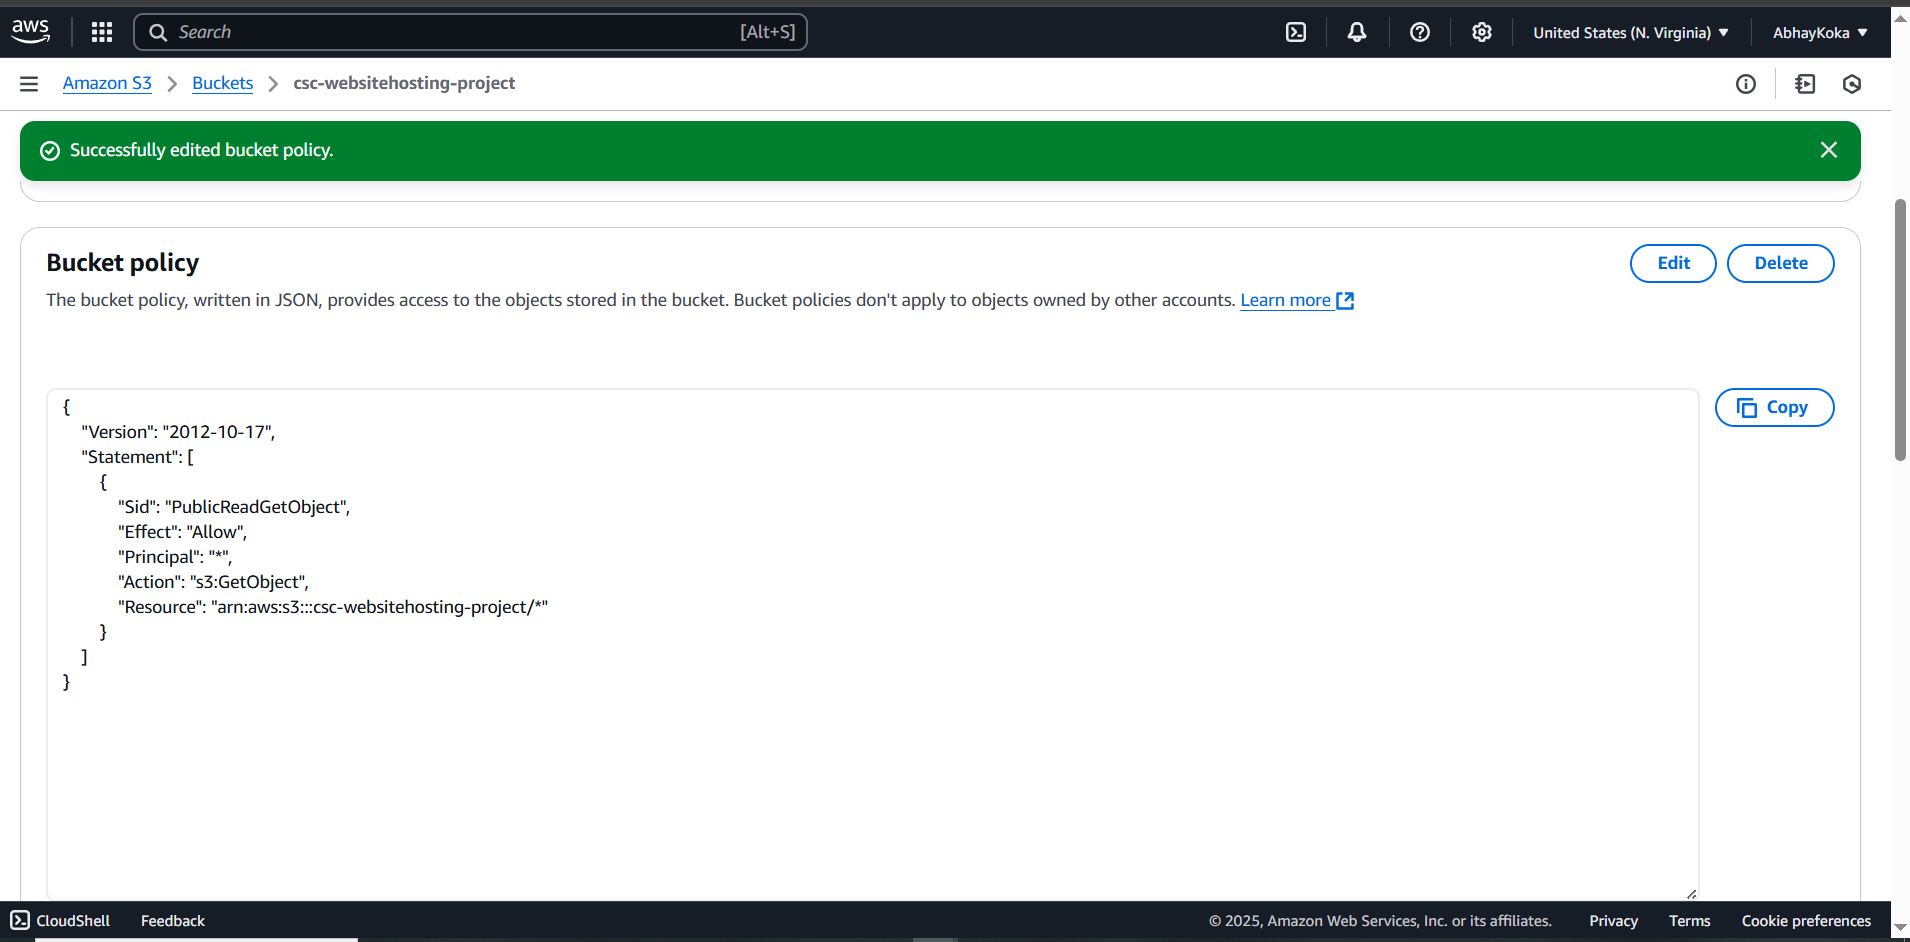 aws
Search [Alt+S]
United States (N. Virginia)
AbhayKoka
Amazon S3 > Buckets > csc-websitehosting-project
Successfully edited bucket policy.
Bucket policy
Edit
Delete
The bucket policy, written in JSON, provides access to the objects stored in the bucket. Bucket policies don't apply to objects owned by other accounts. Learn more
Copy
{
"Version": "2012-10-17",
"Statement": [
{
"Sid": "PublicReadGetObject",
"Effect": "Allow",
"Principal": "*",
"Action": "s3:GetObject",
"Resource": "arn:aws:s3:::csc-websitehosting-project/*"
}
]
}
CloudShell
Feedback
© 2025, Amazon Web Services, Inc. or its affiliates.
Privacy
Terms
Cookie preferences